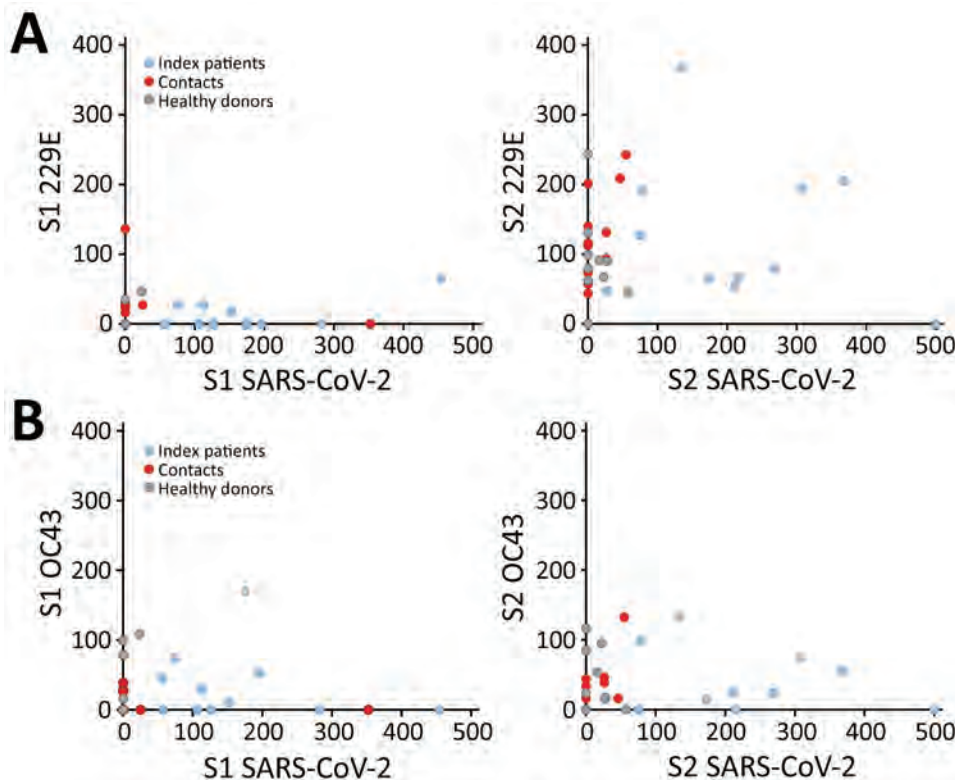 A
400
300
200
100
0
S1 229E
Index patients
Contacts
Healthy donors
0 100 200 300 400 500
S1 SARS-CoV-2
400
300
200
100
0
S2 229E
0 100 200 300 400 500
S2 SARS-CoV-2
B
400
300
200
100
0
S1 OC43
Index patients
Contacts
Healthy donors
0 100 200 300 400 500
S1 SARS-CoV-2
400
300
200
100
0
S2 OC43
0 100 200 300 400 500
S2 SARS-CoV-2